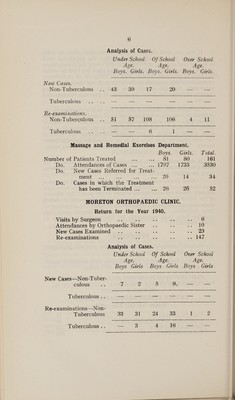 6
Analysis of Cases.
Under School Of School Over School
Age. Age. Age.
Boys. Girls. Boys. Girls. Boys. Girls.
New Cases.
Non-Tuberculous .. 43 39 17 20 — —
Tuberculous .. .. — — — — — —
Re-examinations.
Non-Tuberculous .. 81 87 108 106 4 11
Tuberculous .. — — 6 1 — —
Massage and Remedial Exercise Department.
Boys. Girls. Total.
Number of Patients Treated ... ... 81 80 161
Do. Attendances of Cases ... ... 1797 1733 3530
Do. New Cases Referred for Treat-
ment ... ... ... ... 20 14 34
Do. Cases in which the Treatment
has been Terminated ... ... 26 26 52
MORETON ORTHOPAEDIC CLINIC.
Return for the Year 1940.
Visits by Surgeon .. .. .. .. .. 6
Attendances by Orthopaedic Sister .. .. .. 10
New Cases Examined .. .. .. .. 23
Re-examinations .. .. .. .. .. 147
Analysis of Cases.
Under School Of School Over School
Age. Age. Age.
Boys Girls Boys Girls Boys Girls
New Cases—Non-Tuber-
culous .. 7 2 5 9. — —
Tuberculous .. — — — — — —
Re-examinations—Non-
Tuberculous 33 31 24 33 1 2
Tuberculous .. — 3 4 16 — —